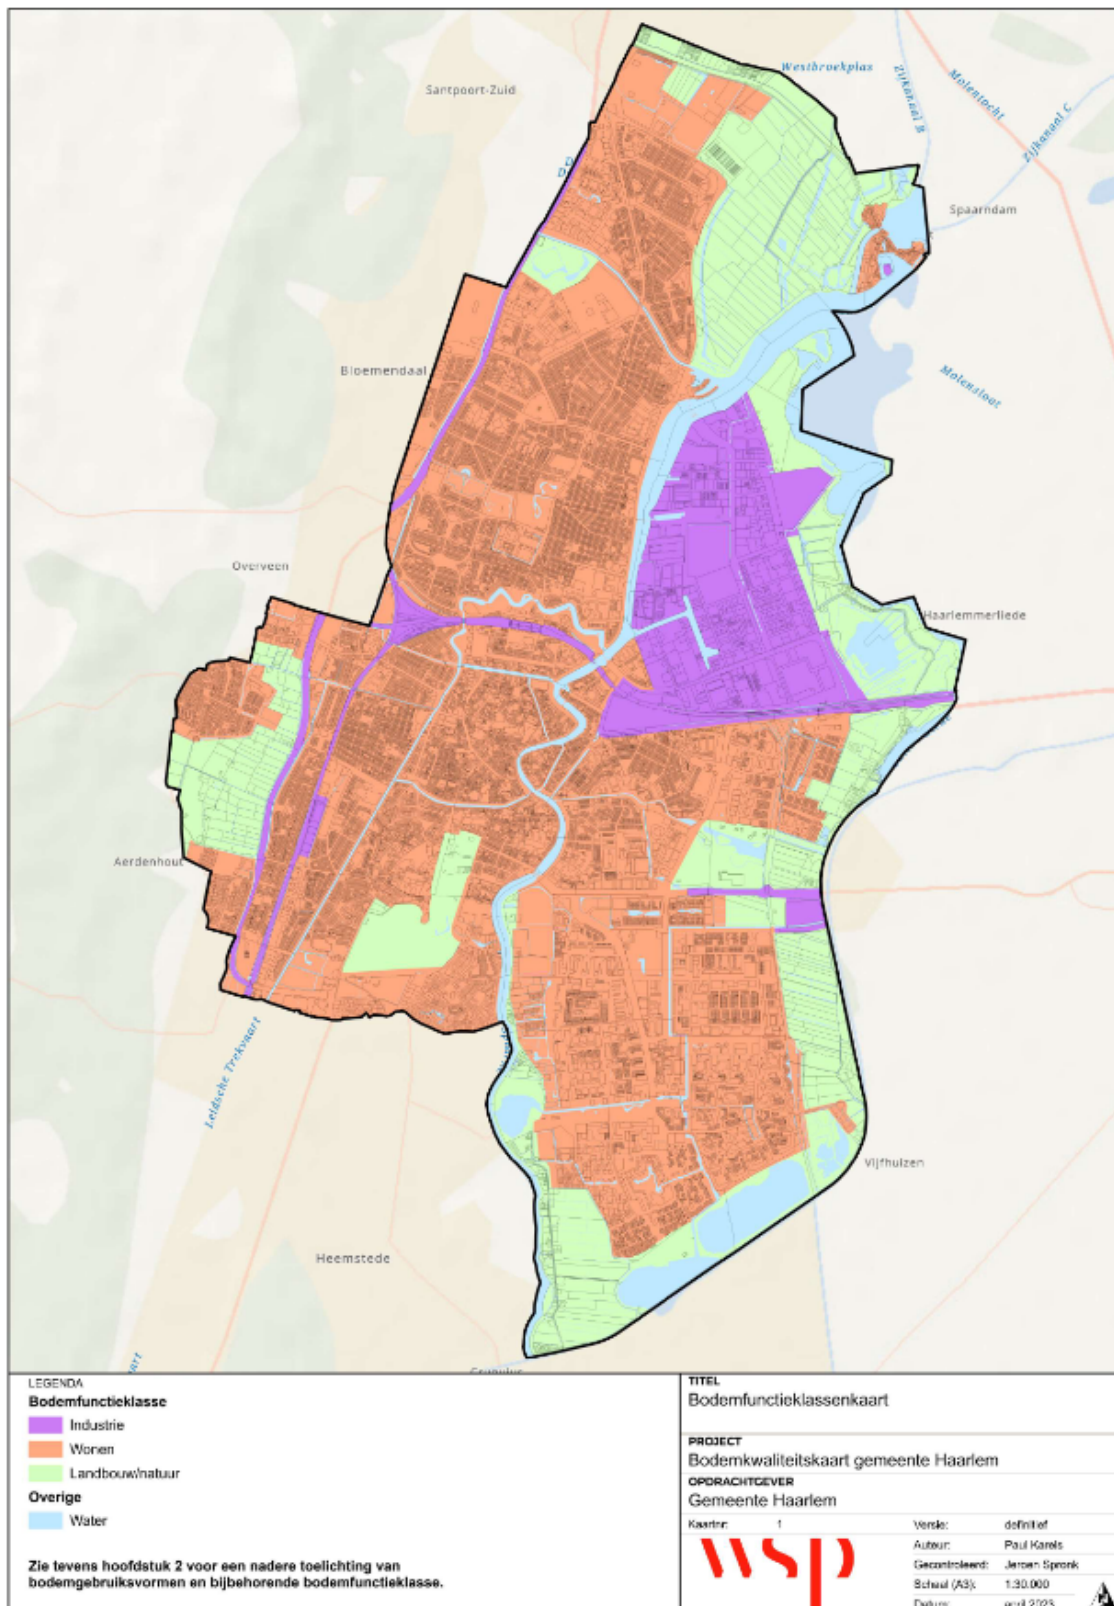 Westbroekplas
Zijkanaal B
Molentocht
Zijkanaal C
Santpoort-Zuid
Spaarndam
Bloemendaal
Molensloot
Overveen
Haarlemmerliede
Aerdenhout
Leidsche Trekvaart
Vijfhuizen
Heemstede
LEGENDA
Bodemfunctieklasse
Industrie
Wonen
Landbouw/natuur
Overige
Water
Zie tevens hoofdstuk 2 voor een nadere toelichting van
bodemgebruiksvormen en bijbehorende bodemfunctieklasse.
TITEL
Bodemfunctieklassenkaart
PROJECT
Bodemkwaliteitskaart gemeente Haarlem
OPDRACHTGEVER
Gemeente Haarlem
Kaartnr: 1
wsp
Versie: definitief
Auteur: Paul Karels
Gecontroleerd: Jeroen Spronk
Schaal (A3): 1:30.000
Datum: april 2023